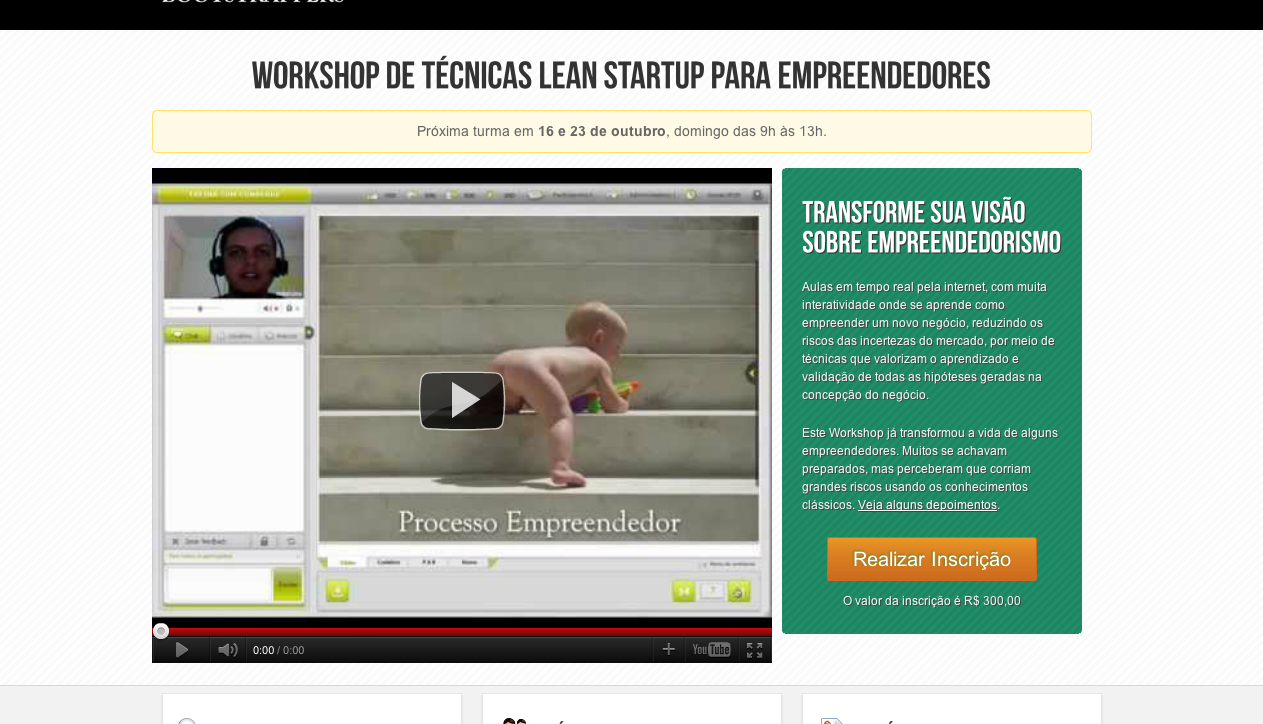 BOOTSTRAPPERS
WORKSHOP DE TÉCNICAS LEAN STARTUP PARA EMPREENDEDORES
Próxima turma em 16 e 23 de outubro, domingo das 9h às 13h.
Processo Empreendedor
0:00 / 0:00
YouTube
TRANSFORME SUA VISÃO
SOBRE EMPREENDEDORISMO
Aulas em tempo real pela internet, com muita
interatividade onde se aprende como
empreender um novo negócio, reduzindo os
riscos das incertezas do mercado, por meio de
técnicas que valorizam o aprendizado e
validação de todas as hipóteses geradas na
concepção do negócio.
Este Workshop já transformou a vida de alguns
empreendedores. Muitos se achavam
preparados, mas perceberam que corriam
grandes riscos usando os conhecimentos
clássicos. Veja alguns depoimentos.
Realizar Inscrição
O valor da inscrição é R$ 300,00